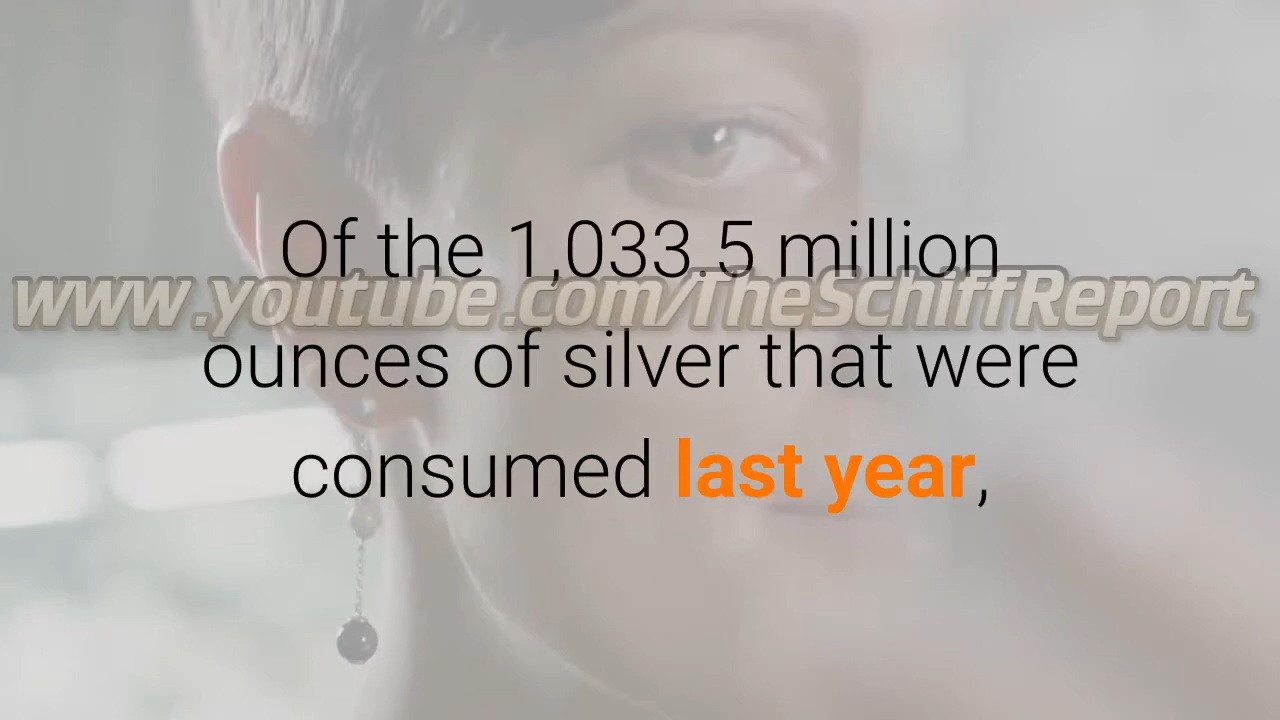 Of the 1,033.5 million
www.youtube.com/TheSchiffReport
ounces of silver that were
consumed last year,